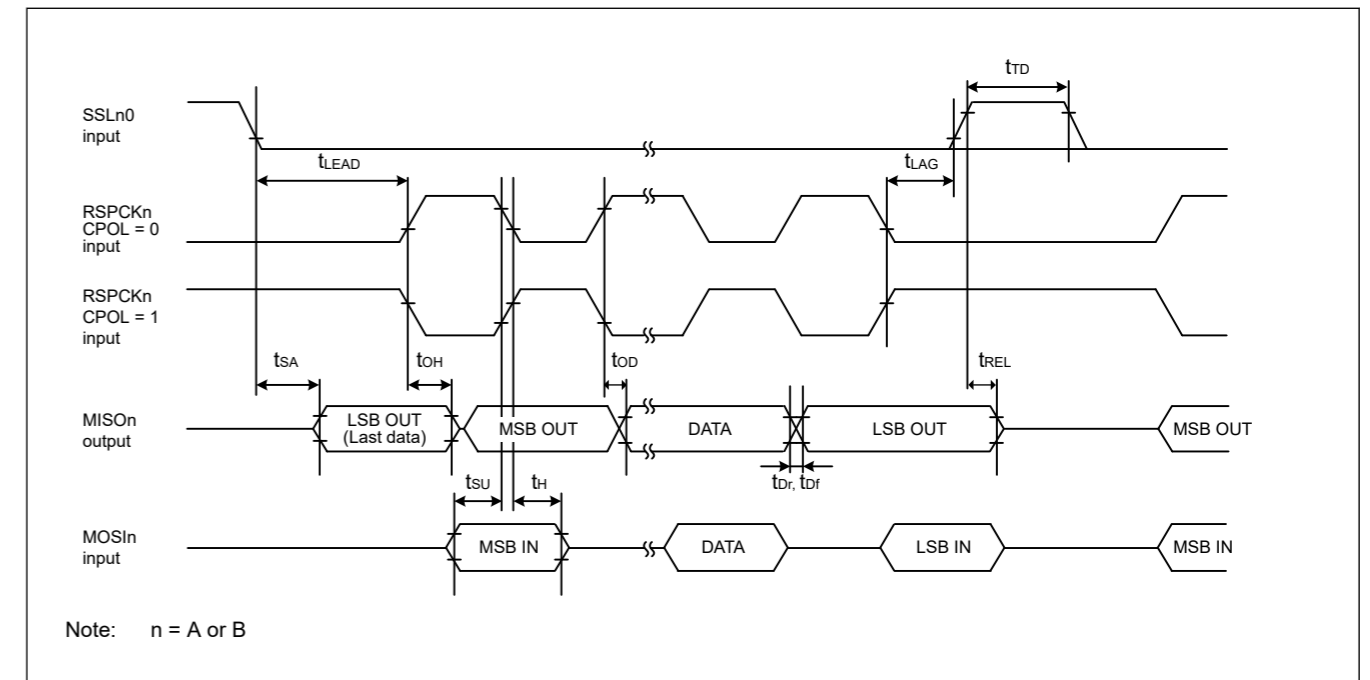 tTD
SSLn0
input
tLEAD
tLAG
RSPCKn
CPOL = 0
input
RSPCKn
CPOL = 1
input
tSA
tOH
tOD
tREL
MISOn
output
LSB OUT
(Last data)
MSB OUT
DATA
LSB OUT
MSB OUT
tSU
tH
tDr, tDf
MOSIn
input
MSB IN
DATA
LSB IN
MSB IN
Note: n = A or B